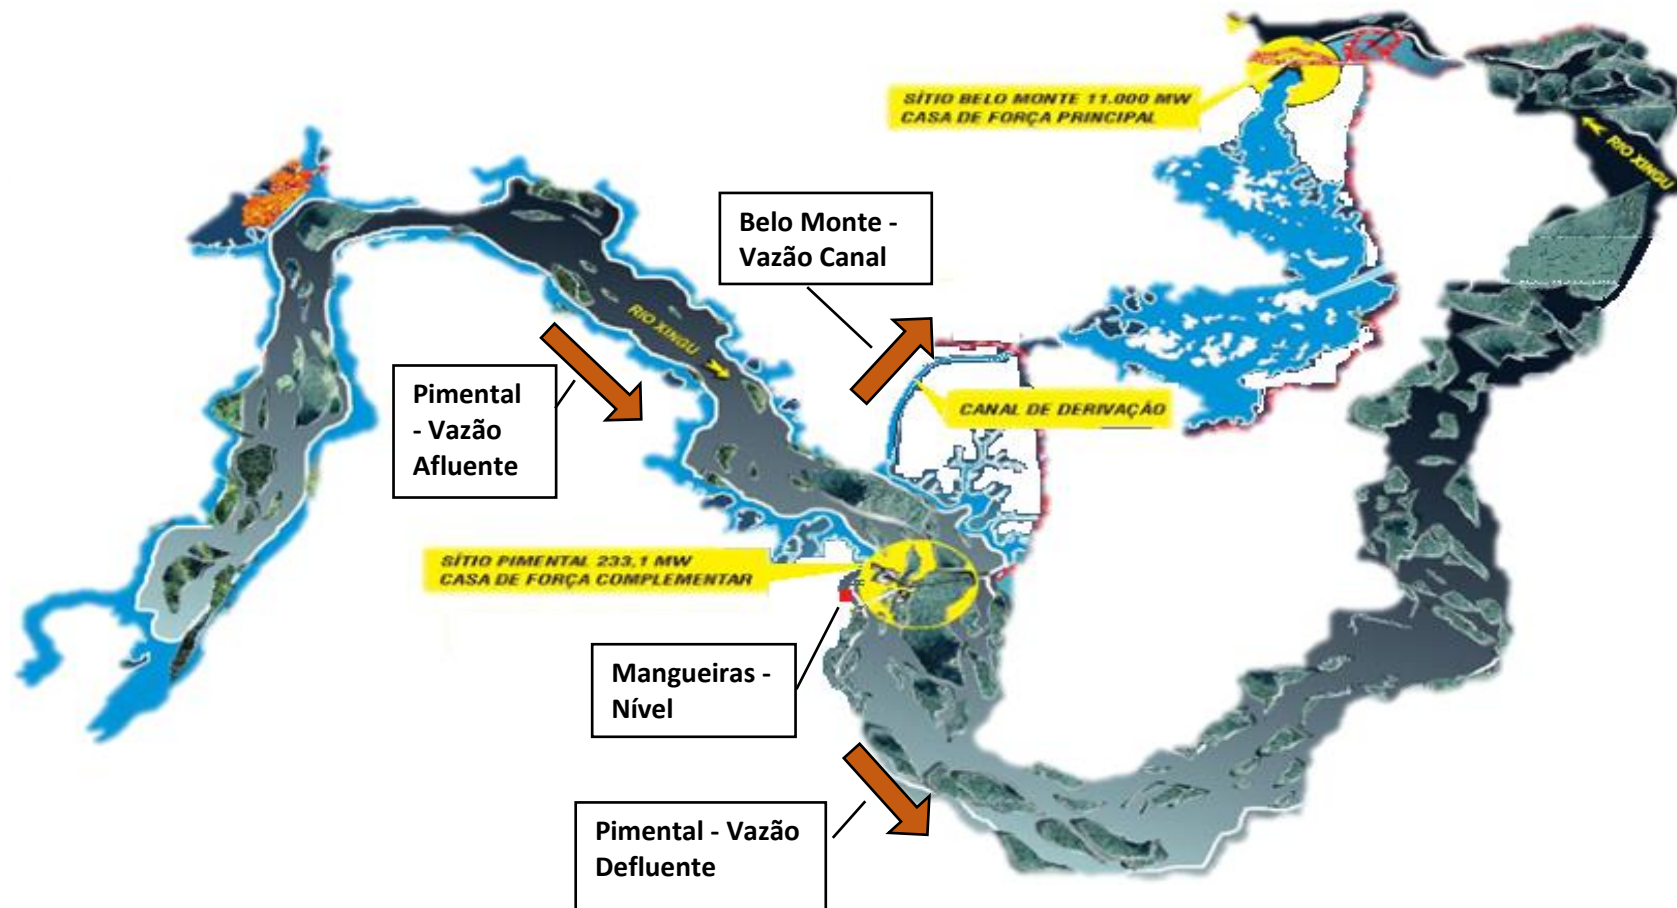 SÍTIO BELO MONTE 11.000 MW
CASA DE FORÇA PRINCIPAL
RIO XINGU
Belo Monte -
Vazão Canal
RIO XINGU
Pimental
- Vazão
Afluente
CANAL DE DERIVAÇÃO
SÍTIO PIMENTAL 233,1 MW
CASA DE FORÇA COMPLEMENTAR
Mangueiras -
Nível
Pimental - Vazão
Defluente